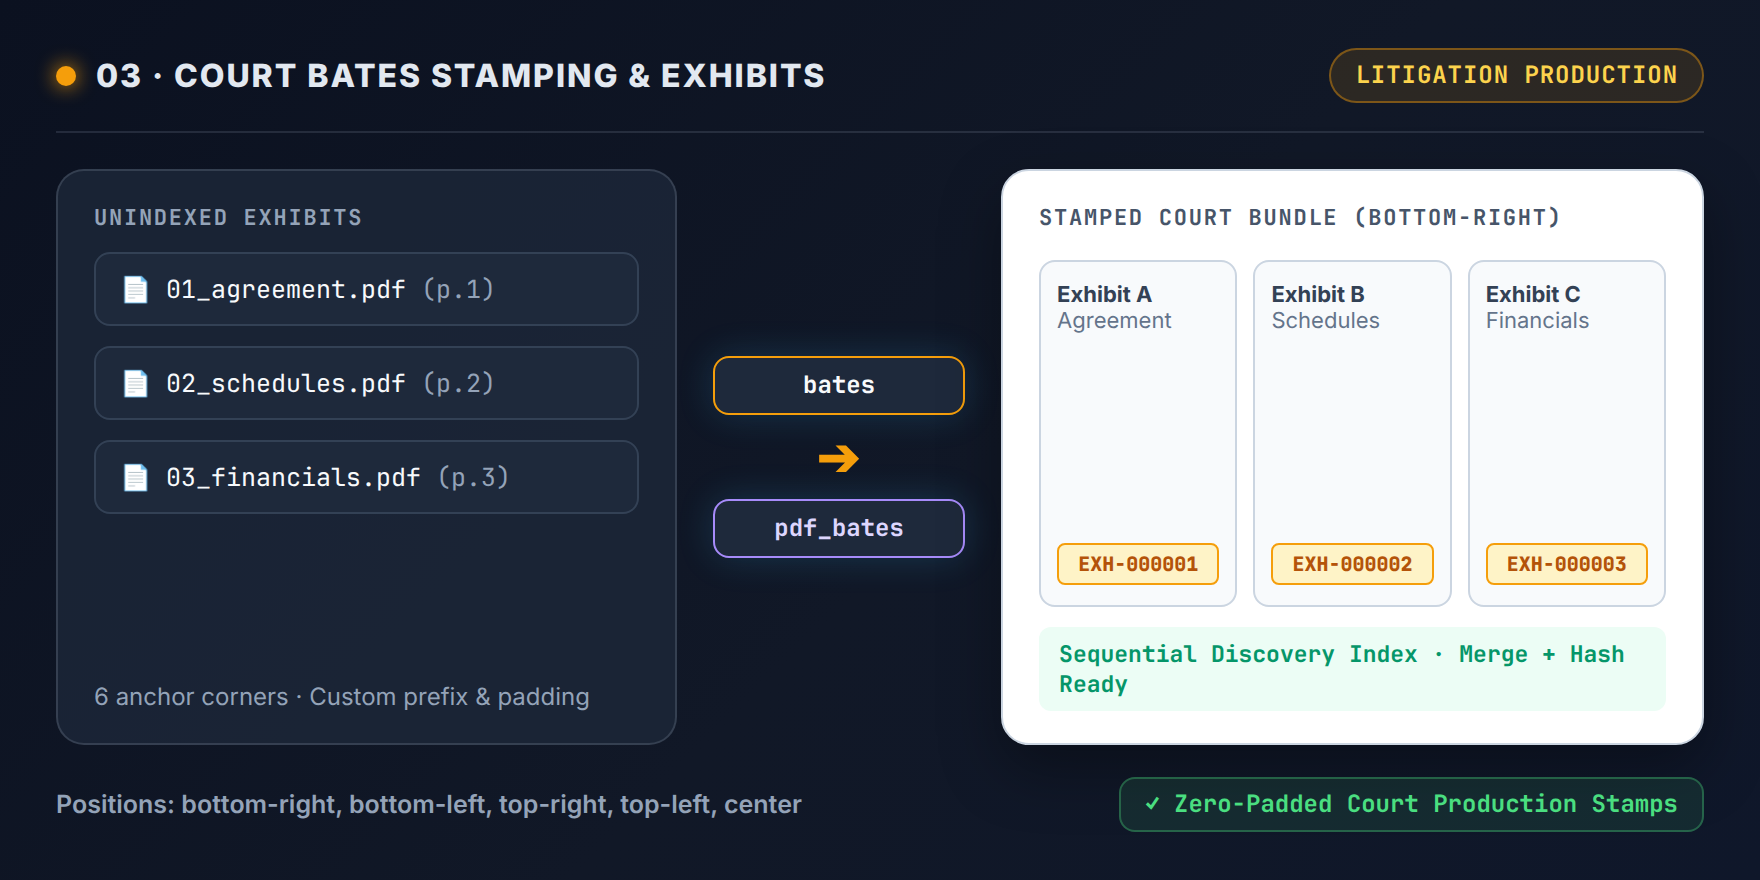 03 · COURT BATES STAMPING & EXHIBITS
LITIGATION PRODUCTION
UNINDEXED EXHIBITS
01_agreement.pdf (p.1)
02_schedules.pdf (p.2)
03_financials.pdf (p.3)
6 anchor corners · Custom prefix & padding
bates
➔
pdf_bates
STAMPED COURT BUNDLE (BOTTOM-RIGHT)
Exhibit A
Agreement
EXH-000001
Exhibit B
Schedules
EXH-000002
Exhibit C
Financials
EXH-000003
Sequential Discovery Index · Merge + Hash
Ready
Positions: bottom-right, bottom-left, top-right, top-left, center
✓ Zero-Padded Court Production Stamps